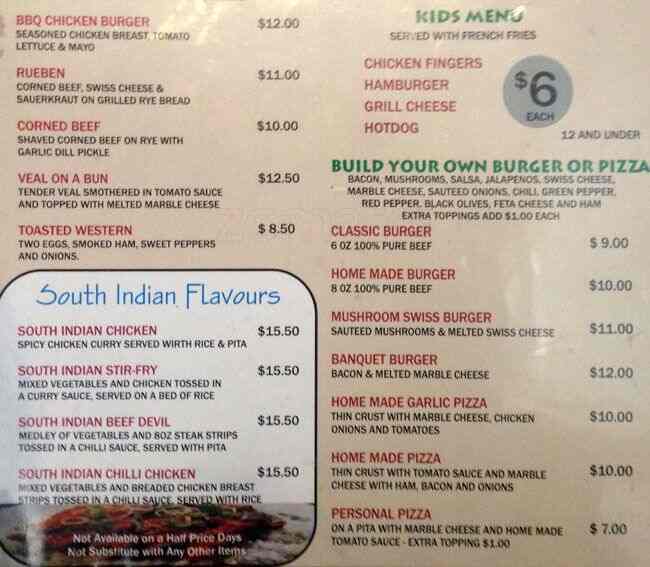 BBQ CHICKEN BURGER $12.00
SEASONED CHICKEN BREAST, TOMATO
LETTUCE & MAYO
RUEBEN $11.00
CORNED BEEF, SWISS CHEESE &
SAUERKRAUT ON GRILLED RYE BREAD
CORNED BEEF $10.00
SHAVED CORNED BEEF ON RYE WITH
GARLIC DILL PICKLE
VEAL ON A BUN $12.50
TENDER VEAL SMOTHERED IN TOMATO SAUCE
AND TOPPED WITH MELTED MARBLE CHEESE
TOASTED WESTERN $ 8.50
TWO EGGS, SMOKED HAM, SWEET PEPPERS
AND ONIONS.
South Indian Flavours
SOUTH INDIAN CHICKEN $15.50
SPICY CHICKEN CURRY SERVED WIRTH RICE & PITA
SOUTH INDIAN STIR-FRY $15.50
MIXED VEGETABLES AND CHICKEN TOSSED IN
A CURRY SAUCE, SERVED ON A BED OF RICE
SOUTH INDIAN BEEF DEVIL $15.50
MEDLEY OF VEGETABLES AND 8OZ STEAK STRIPS
TOSSED IN A CHILLI SAUCE, SERVED WITH PITA
SOUTH INDIAN CHILLI CHICKEN $15.50
MIXED VEGETABLES AND BREADED CHICKEN BREAST
STRIPS TOSSED IN A CHILLI SAUCE, SERVED WITH RICE
Not Available on a Half Price Days
Not Substitute with Any Other Items
KIDS MENU
SERVED WITH FRENCH FRIES
CHICKEN FINGERS
HAMBURGER
GRILL CHEESE
HOTDOG
$6
EACH
12 AND UNDER
BUILD YOUR OWN BURGER OR PIZZA
BACON, MUSHROOMS, SALSA, JALAPENOS, SWISS CHEESE,
MARBLE CHEESE, SAUTEED ONIONS, CHILI, GREEN PEPPER,
RED PEPPER, BLACK OLIVES, FETA CHEESE AND HAM
EXTRA TOPPINGS ADD $1.00 EACH
CLASSIC BURGER $ 9.00
6 OZ 100% PURE BEEF
HOME MADE BURGER $10.00
8 OZ 100% PURE BEEF
MUSHROOM SWISS BURGER $11.00
SAUTEED MUSHROOMS & MELTED SWISS CHEESE
BANQUET BURGER $12.00
BACON & MELTED MARBLE CHEESE
HOME MADE GARLIC PIZZA $10.00
THIN CRUST WITH MARBLE CHEESE, CHICKEN
ONIONS AND TOMATOES
HOME MADE PIZZA $10.00
THIN CRUST WITH TOMATO SAUCE AND MARBLE
CHEESE WITH HAM, BACON AND ONIONS
PERSONAL PIZZA $ 7.00
ON A PITA WITH MARBLE CHEESE AND HOME MADE
TOMATO SAUCE - EXTRA TOPPING $1.00